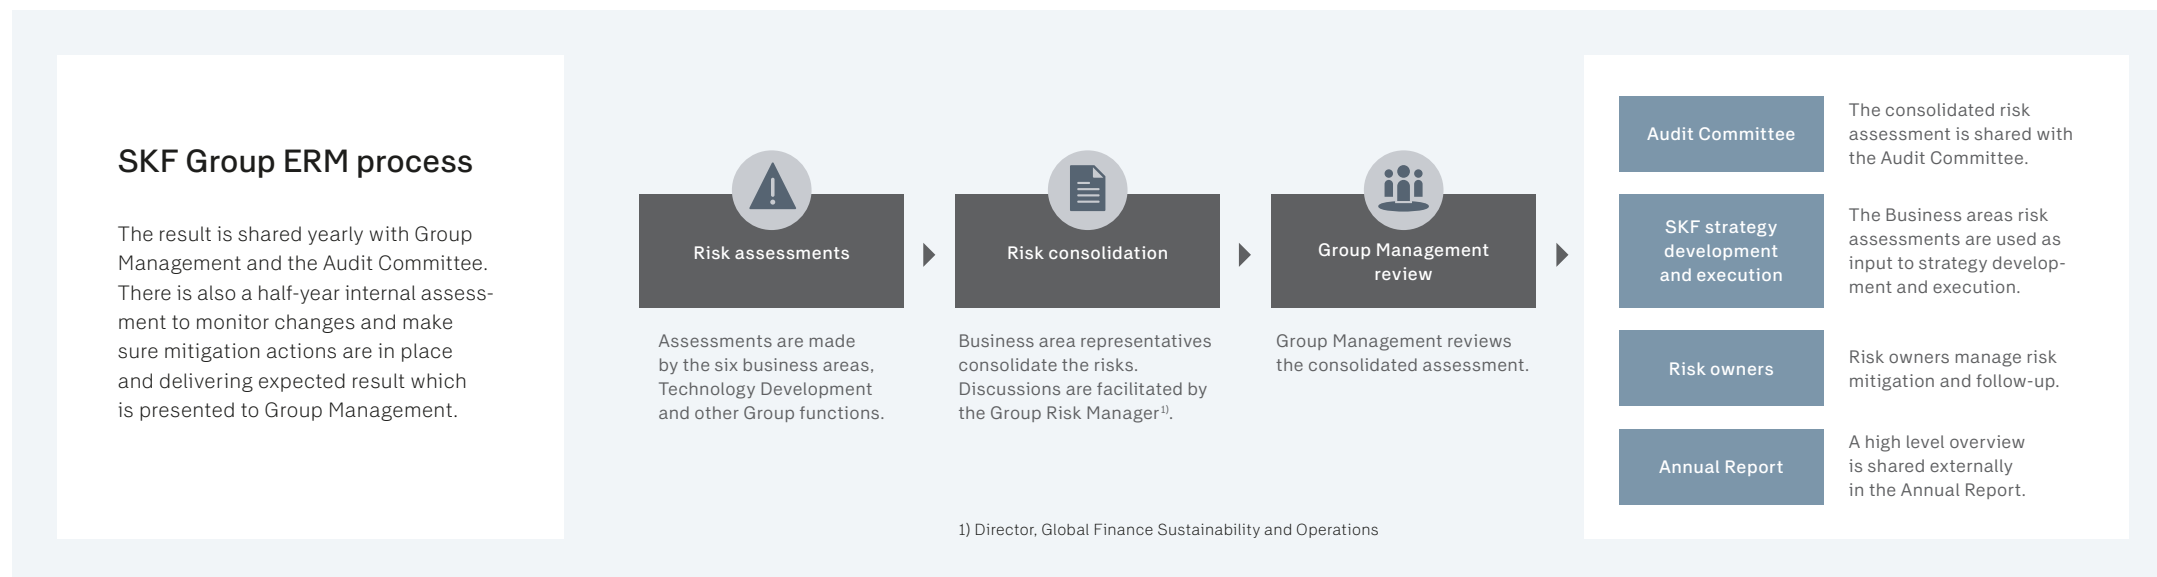 SKF Group ERM process
The result is shared yearly with Group
Management and the Audit Committee.
There is also a half-year internal assess-
ment to monitor changes and make
sure mitigation actions are in place
and delivering expected result which
is presented to Group Management.
Risk assessments
Assessments are made
by the six business areas,
Technology Development
and other Group functions.
Risk consolidation
Business area representatives
consolidate the risks.
Discussions are facilitated by
the Group Risk Manager1).
Group Management
review
Group Management reviews
the consolidated assessment.
1) Director, Global Finance Sustainability and Operations
Audit Committee
The consolidated risk
assessment is shared with
the Audit Committee.
SKF strategy
development
and execution
The Business areas risk
assessments are used as
input to strategy develop-
ment and execution.
Risk owners
Risk owners manage risk
mitigation and follow-up.
Annual Report
A high level overview
is shared externally
in the Annual Report.